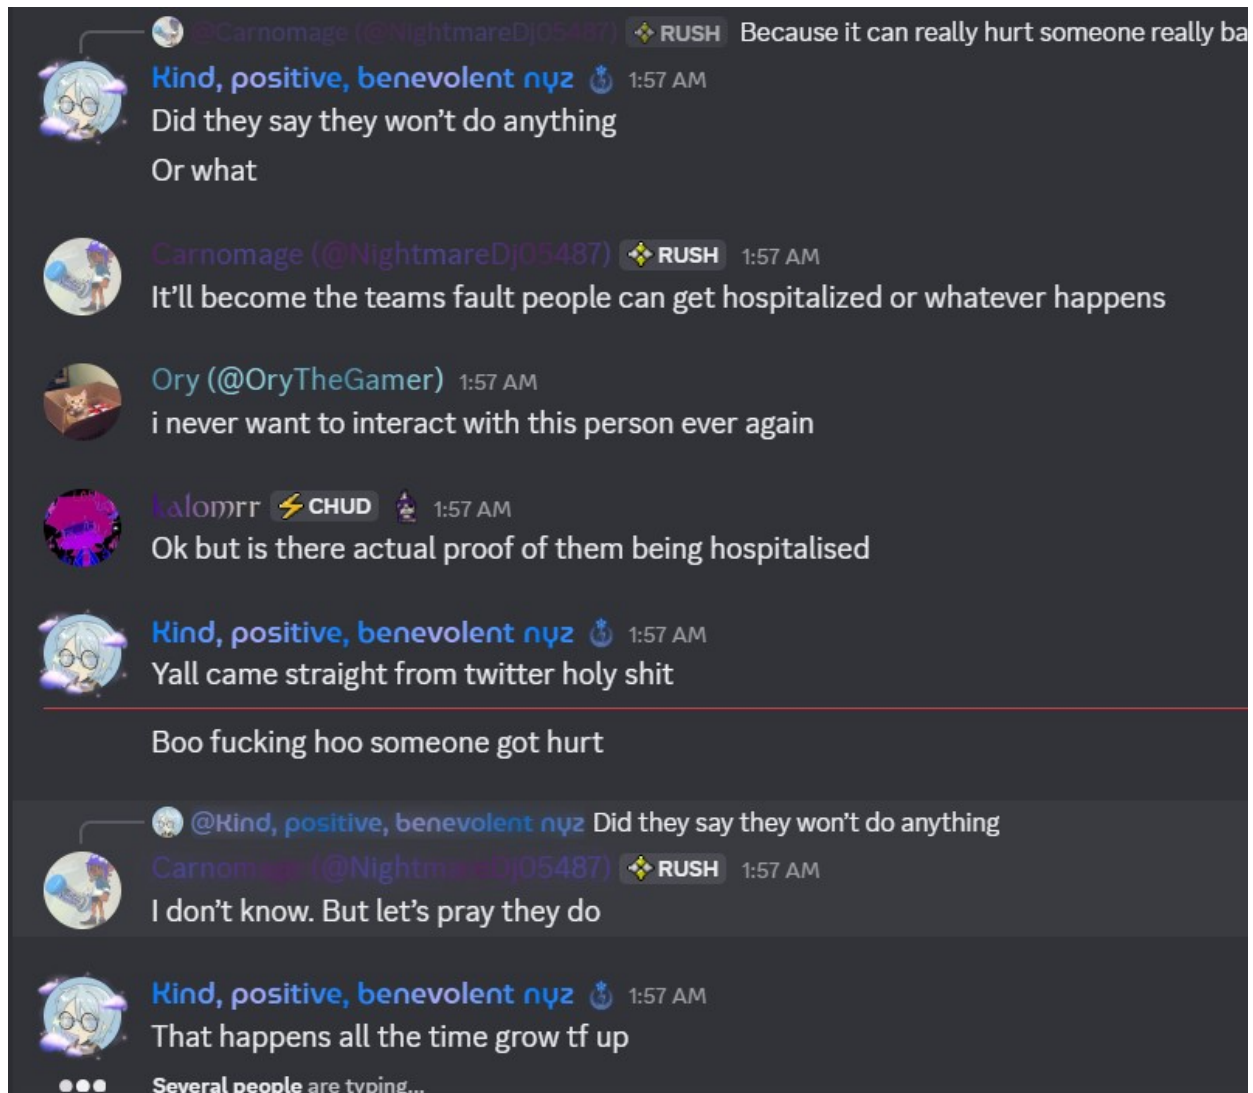 @Carnomage (@NightmareDj05487) RUSH Because it can really hurt someone really ba
Kind, positive, benevolent nyz 1:57 AM
Did they say they won't do anything
Or what
Carnomage (@NightmareDj05487) RUSH 1:57 AM
It'll become the teams fault people can get hospitalized or whatever happens
Ory (@OryTheGamer) 1:57 AM
i never want to interact with this person ever again
kalomrr CHUD 1:57 AM
Ok but is there actual proof of them being hospitalised
Kind, positive, benevolent nyz 1:57 AM
Yall came straight from twitter holy shit
Boo fucking hoo someone got hurt
@Kind, positive, benevolent nyz Did they say they won't do anything
Carnomage (@NightmareDj05487) RUSH 1:57 AM
I don't know. But let's pray they do
Kind, positive, benevolent nyz 1:57 AM
That happens all the time grow tf up
Several people are typing...